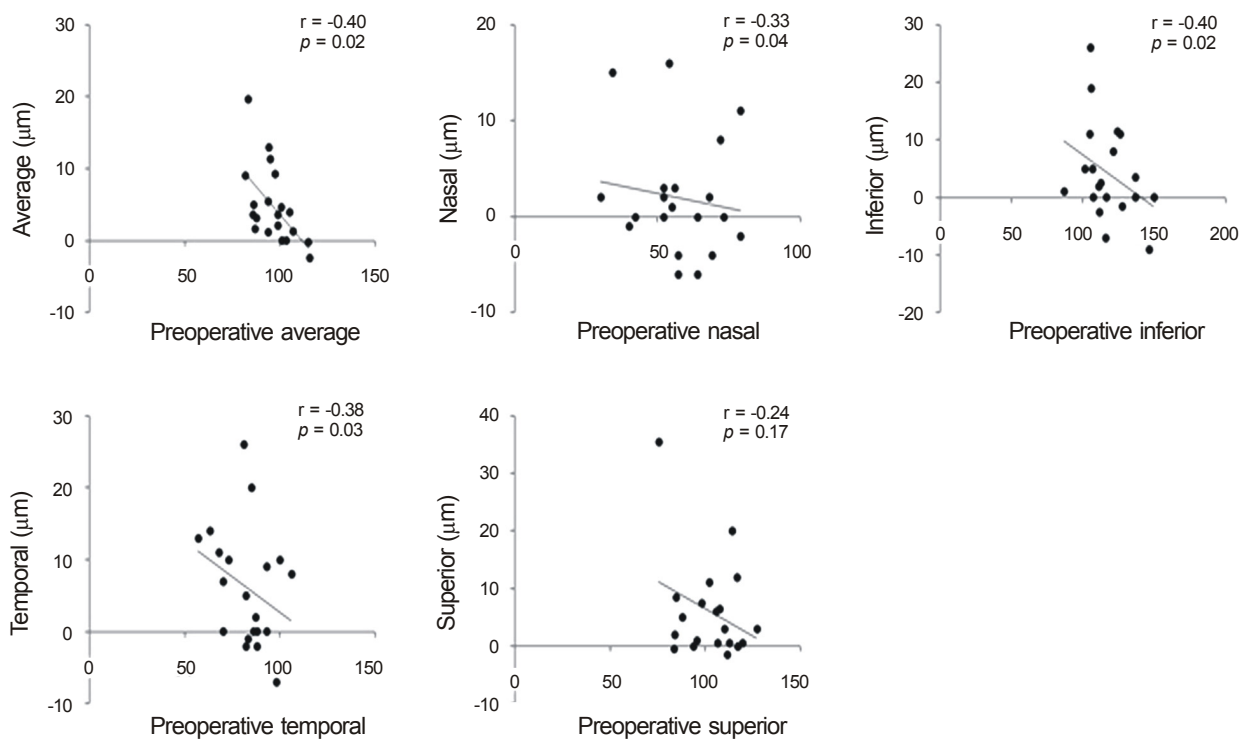 r = -0.40
p = 0.02
30
20
10
0
-10
0
50
100
150
Average (μm)
Preoperative average
r = -0.33
p = 0.04
20
10
0
-10
0
50
100
Nasal (μm)
Preoperative nasal
r = -0.40
p = 0.02
30
20
10
0
-10
-20
0
50
100
150
200
Inferior (μm)
Preoperative inferior
r = -0.38
p = 0.03
30
20
10
0
-10
0
50
100
150
Temporal (μm)
Preoperative temporal
r = -0.24
p = 0.17
40
30
20
10
0
-10
0
50
100
150
Superior (μm)
Preoperative superior